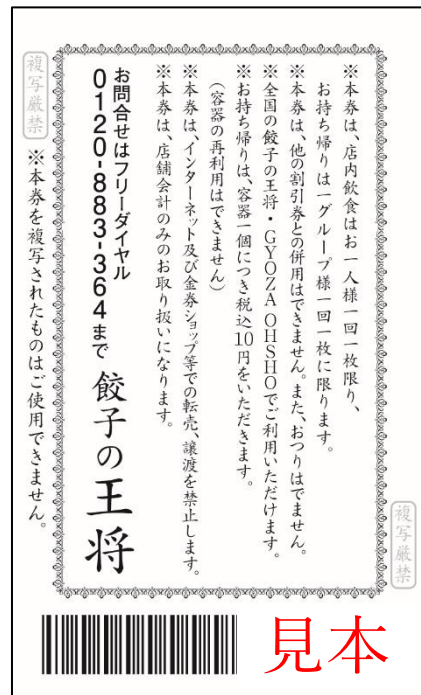 ※本券は、店内飲食はお一人様一回一枚限り、
お持ち帰りは一グループ様一回一枚に限ります。
※本券は、他の割引券との併用はできません。また、おつりはでません。
※全国の餃子の王将・GYOZA OHSHOでご利用いただけます。
※お持ち帰りは、容器一個につき税込10円をいただきます。
（容器の再利用はできません）
※本券は、インターネット及び金券ショップ等での転売、譲渡を禁止します。
※本券は、店舗会計のみのお取り扱いになります。
お問合せはフリーダイヤル
0120-883-364まで
餃子の王将
※本券を複写されたものはご使用できません。
複写厳禁
複写厳禁
見本